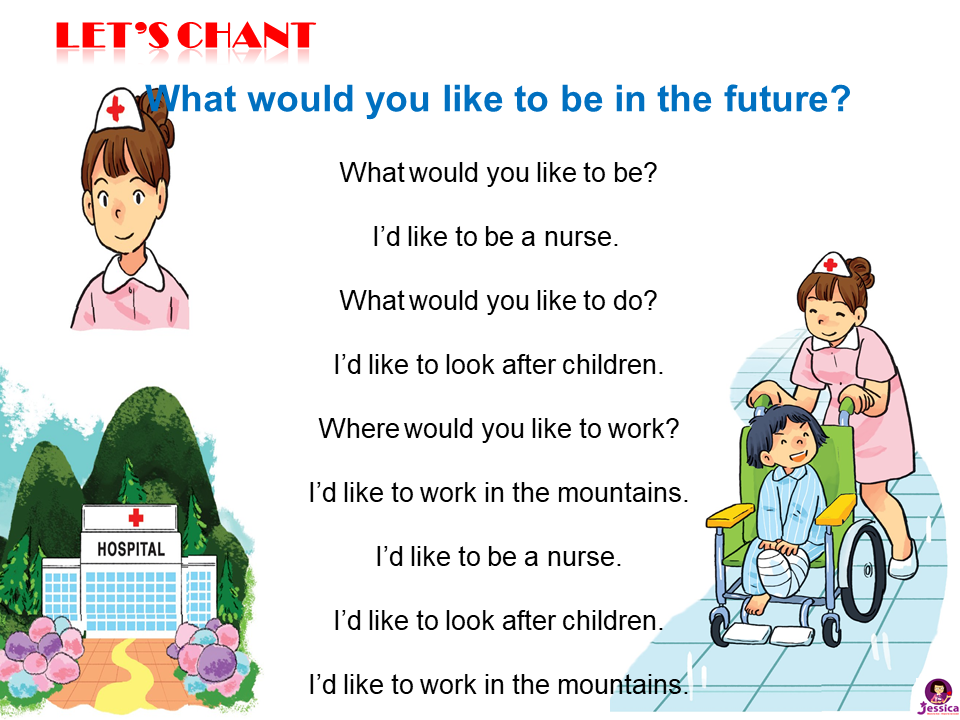 LET'S CHANT
What would you like to be in the future?
What would you like to be?
I'd like to be a nurse.
What would you like to do?
I'd like to look after children.
Where would you like to work?
I'd like to work in the mountains.
I'd like to be a nurse.
I'd like to look after children.
I'd like to work in the mountains.
HOSPITAL
Jessica